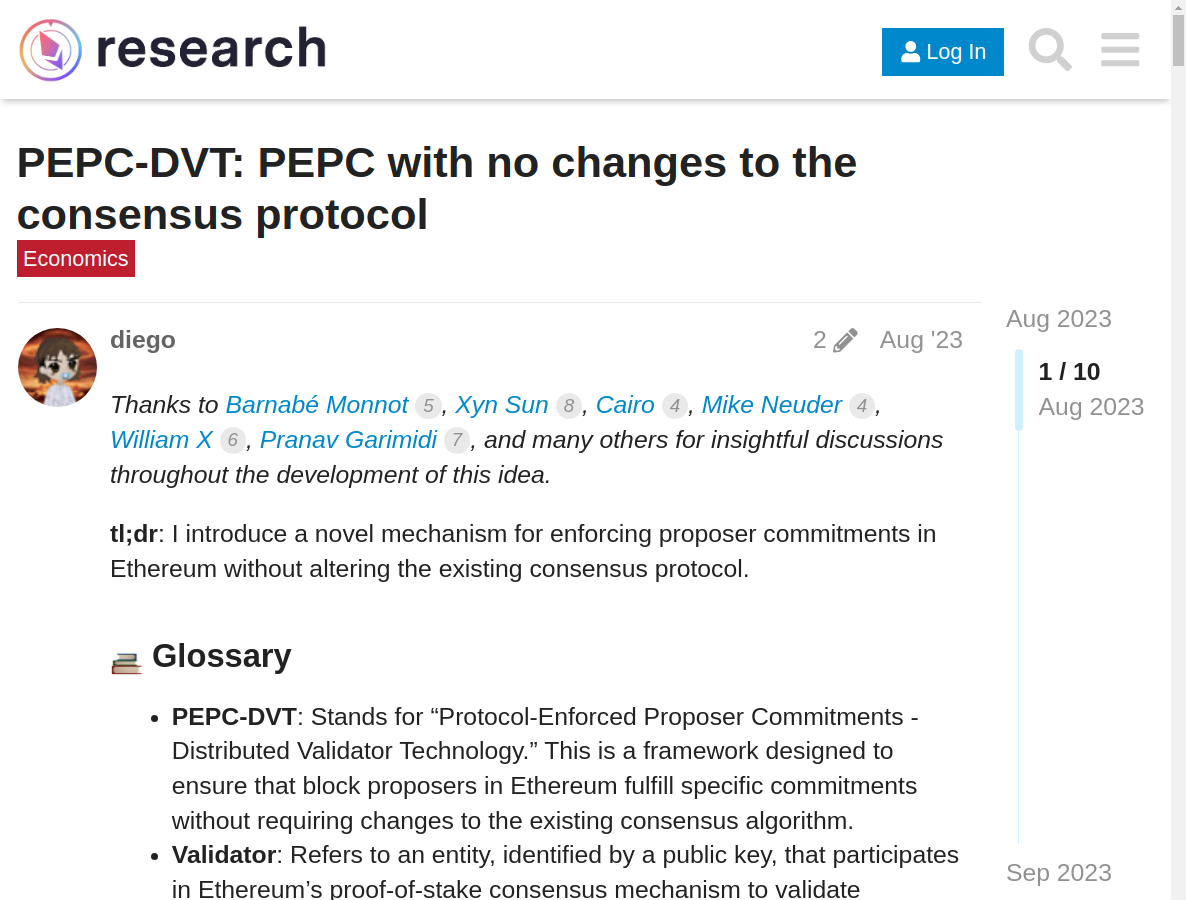 research
Log In
PEPC-DVT: PEPC with no changes to the
consensus protocol
Economics
Aug 2023
diego
2
Aug '23
1 / 10
Aug 2023
Thanks to Barnabé Monnot 5, Xyn Sun 8, Cairo 4, Mike Neuder 4,
William X 6, Pranav Garimidi 7, and many others for insightful discussions
throughout the development of this idea.
tl;dr: I introduce a novel mechanism for enforcing proposer commitments in
Ethereum without altering the existing consensus protocol.
Glossary
• PEPC-DVT: Stands for “Protocol-Enforced Proposer Commitments -
Distributed Validator Technology.” This is a framework designed to
ensure that block proposers in Ethereum fulfill specific commitments
without requiring changes to the existing consensus algorithm.
• Validator: Refers to an entity, identified by a public key, that participates
in Ethereum’s proof-of-stake consensus mechanism to validate
Sep 2023